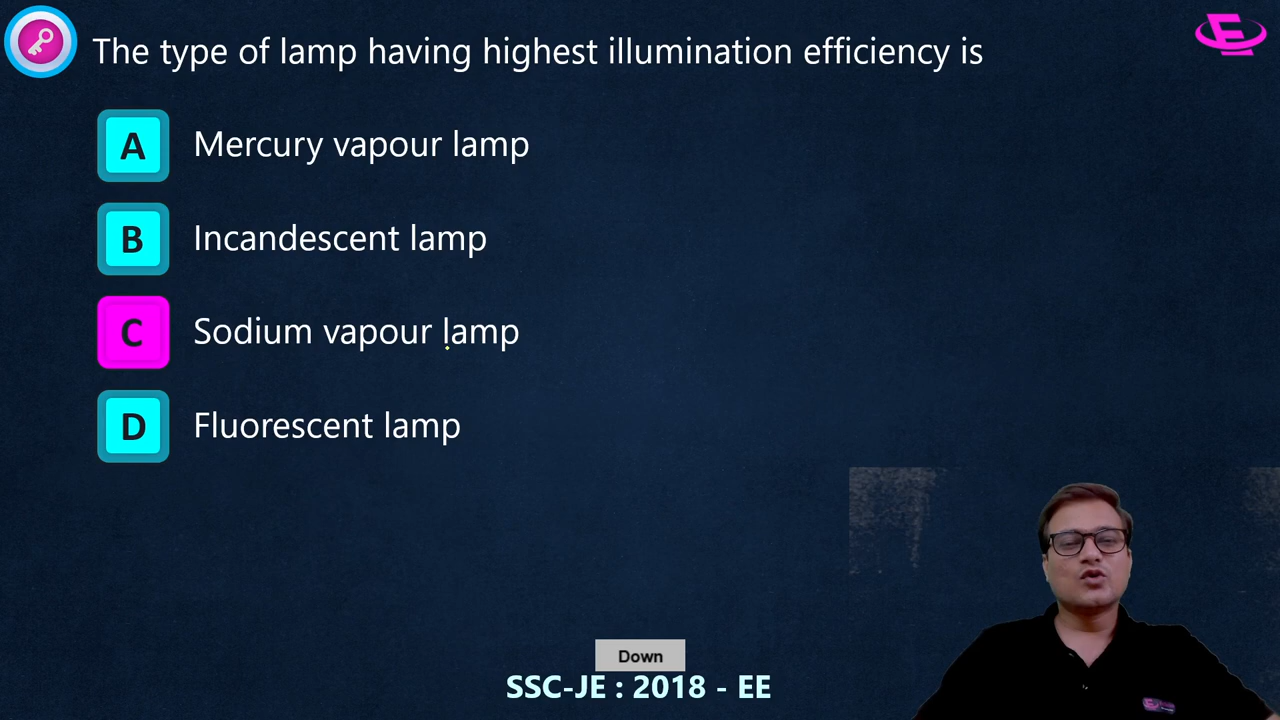 The type of lamp having highest illumination efficiency is
A Mercury vapour lamp
B Incandescent lamp
C Sodium vapour lamp
D Fluorescent lamp
Down
SSC-JE : 2018 - EE